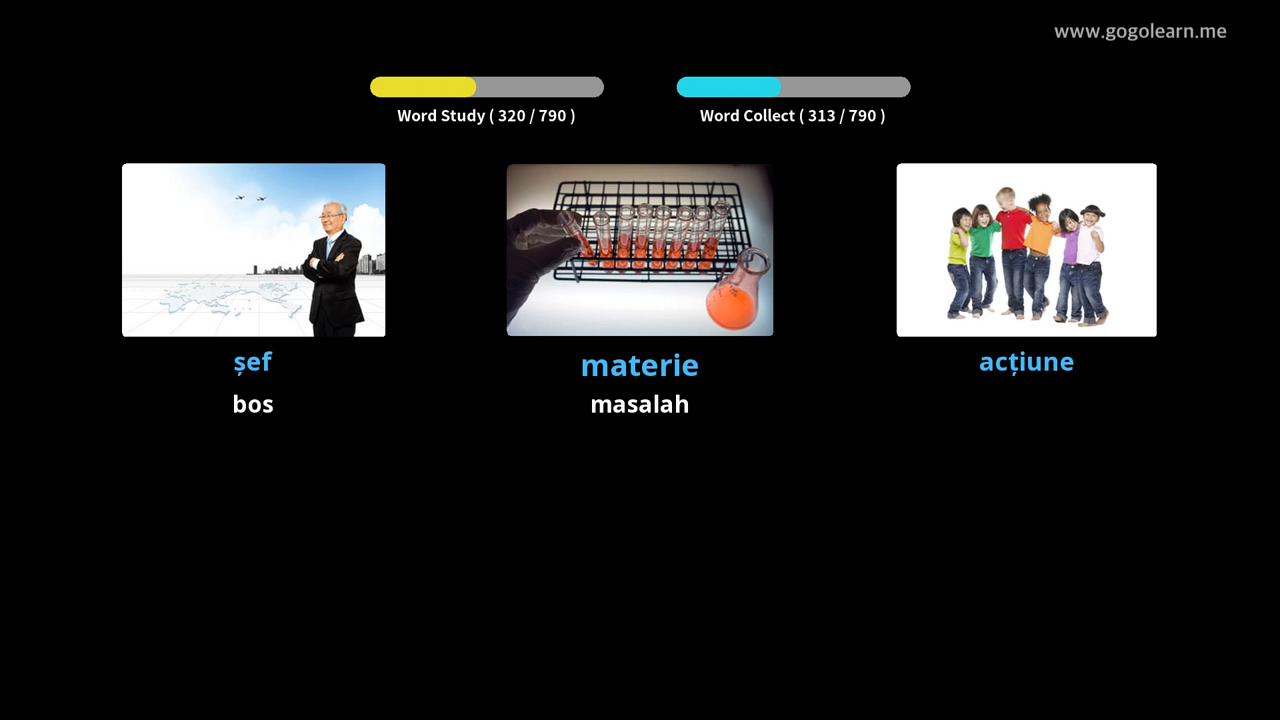 www.gogolearn.me
Word Study ( 320 / 790 )
Word Collect ( 313 / 790 )
șef
materie
acțiune
bos
masalah